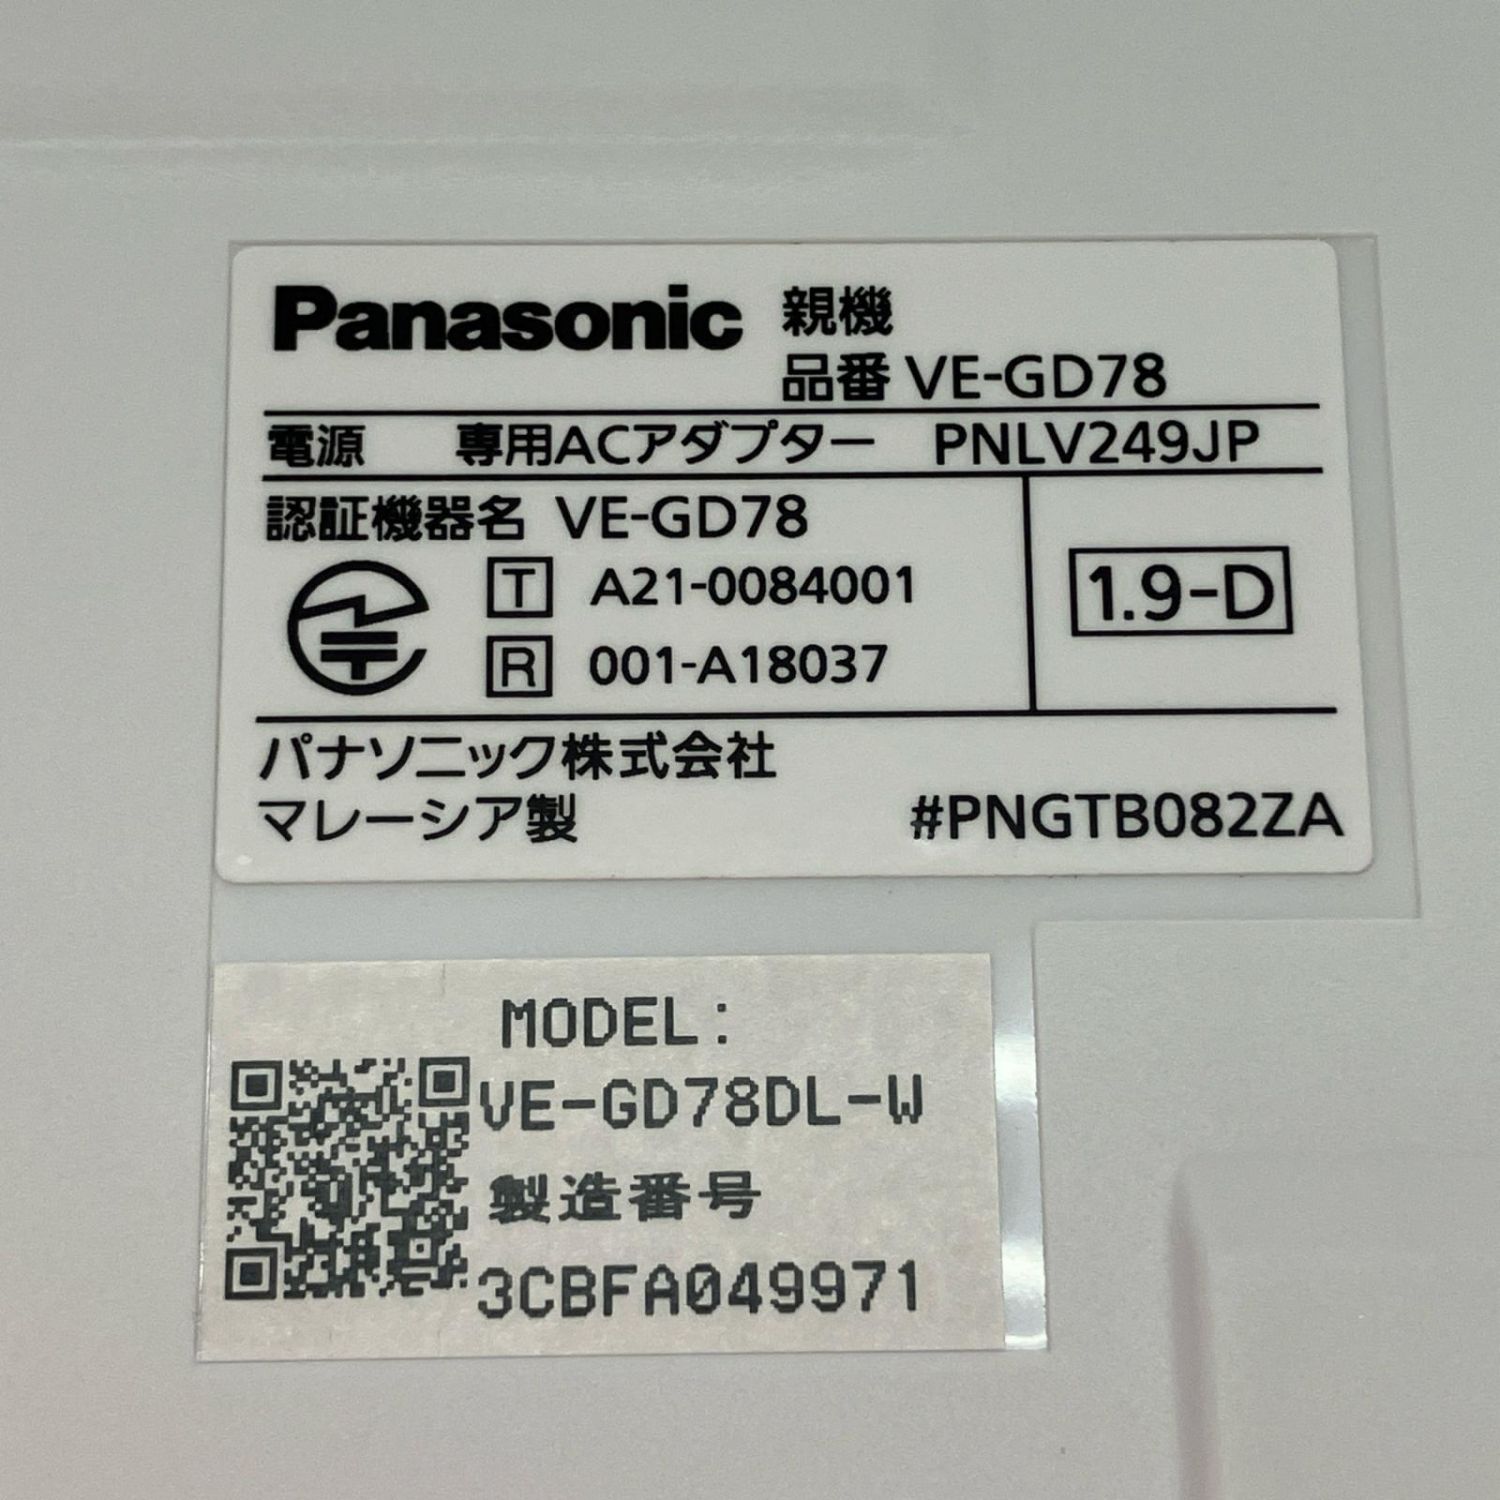 Panasonic 親機
品番 VE-GD78
電源 専用ACアダプター PNLV249JP
認証機器名 VE-GD78
T A21-0084001
R 001-A18037
1.9-D
パナソニック株式会社
マレーシア製 #PNGTB082ZA
MODEL:
VE-GD78DL-W
製造番号
3CBFA049971